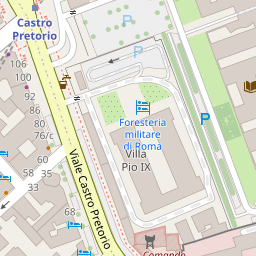 Castro
Pretorio
P
P
106
100
92
86
80
76/c
Foresteria
militare
di Roma
P
Villa
Pio IX
58
60
68
33
35
Viale Castro Pretorio
Comando